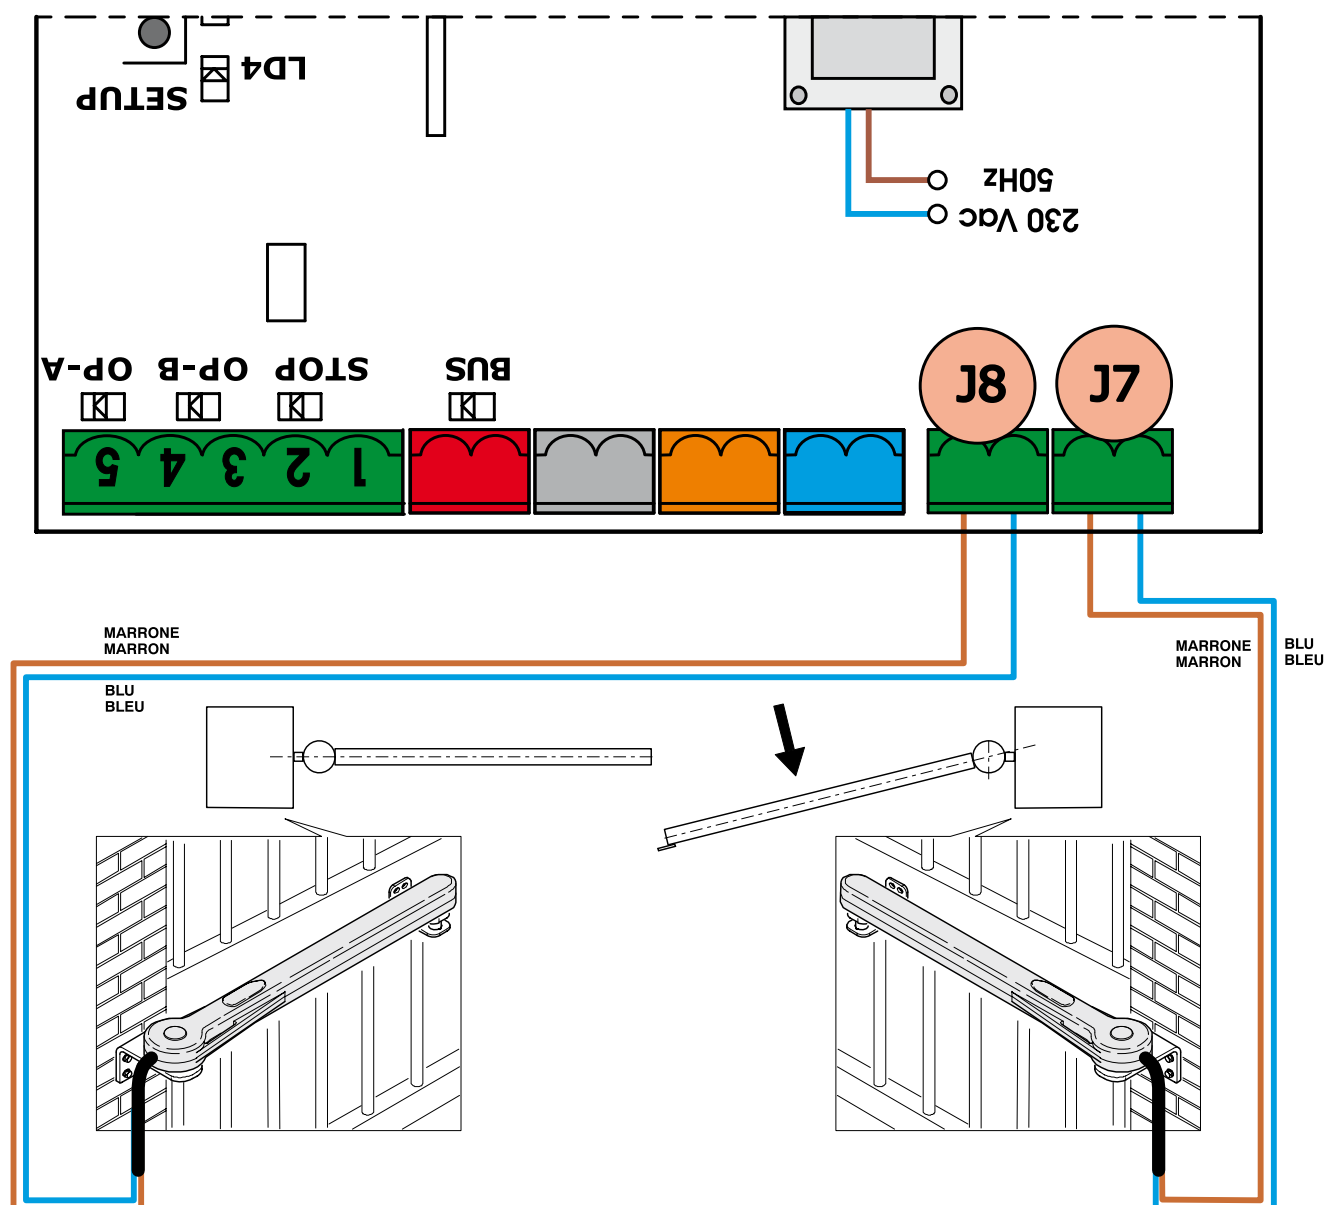 LD4
SETUP
50Hz
230 Vac
OP-A OP-B STOP BUS
J8 J7
5 4 3 2 1
MARRONE
MARRON
BLU
BLEU
MARRONE
MARRON
BLU
BLEU